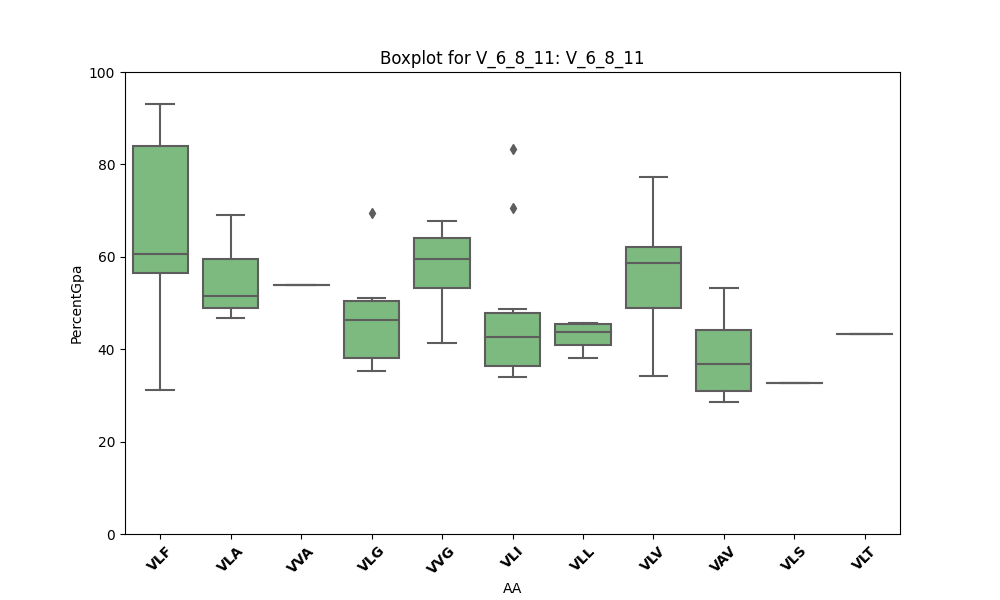 Boxplot for V_6_8_11: V_6_8_11
100
80
60
40
20
0
PercentGpa
VLF
VLA
VVA
VLG
VVG
VLI
VLL
VLV
VAV
VLS
VLT
AA